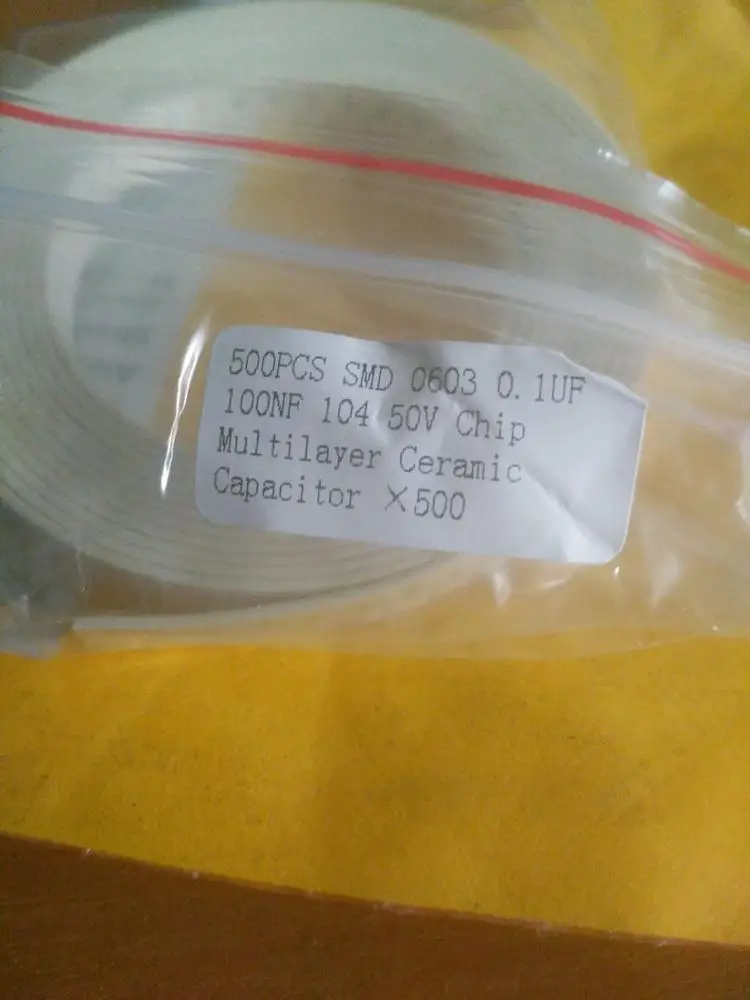 500PCS SMD 0603 0.1UF
100NF 104 50V Chip
Multilayer Ceramic
Capacitor ×500